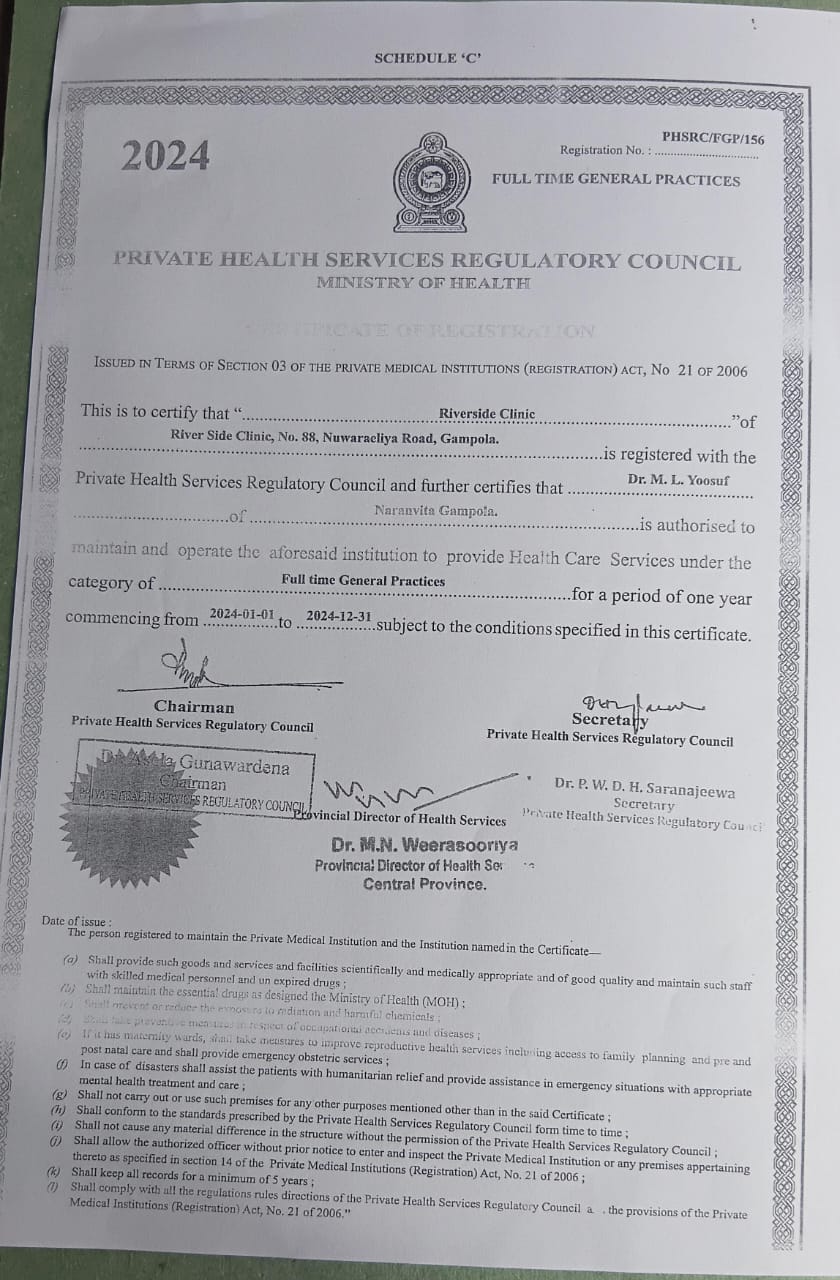 SCHEDULE ‘C’
2024
PHSRC/FGP/156
Registration No. : ................................
FULL TIME GENERAL PRACTICES
PRIVATE HEALTH SERVICES REGULATORY COUNCIL
MINISTRY OF HEALTH
CERTIFICATE OF REGISTRATION
ISSUED IN TERMS OF SECTION 03 OF THE PRIVATE MEDICAL INSTITUTIONS (REGISTRATION) ACT, No 21 OF 2006
This is to certify that “.......... Riverside Clinic ..........”of
River Side Clinic, No. 88, Nuwaraeliya Road, Gampola. ..........is registered with the
Private Health Services Regulatory Council and further certifies that .......... Dr. M. L. Yoosuf
..........of .......... Naranvita Gampola. ..........is authorised to
maintain and operate the aforesaid institution to provide Health Care Services under the
category of .......... Full time General Practices ..........for a period of one year
commencing from 2024-01-01 to 2024-12-31 subject to the conditions specified in this certificate.
Chairman
Private Health Services Regulatory Council
Secretary
Private Health Services Regulatory Council
Gunawardena
Chairman
PRIVATE HEALTH SERVICES REGULATORY COUNCIL
Provincial Director of Health Services
Dr. M.N. Weerasooriya
Provincial Director of Health Ser
Central Province.
Dr. P. W. D. H. Saranajeewa
Secretary
Private Health Services Regulatory Council
Date of issue :
The person registered to maintain the Private Medical Institution and the Institution named in the Certificate—
(a) Shall provide such goods and services and facilities scientifically and medically appropriate and of good quality and maintain such staff
with skilled medical personnel and un expired drugs ;
(b) Shall maintain the essential drugs as designed the Ministry of Health (MOH) ;
(c) Shall prevent or reduce the exposers to radiation and harmful chemicals ;
(d) Shall take preventive measures in respect of occupational accidents and diseases ;
(e) If it has maternity wards, shall take measures to improve reproductive health services including access to family planning and pre and
post natal care and shall provide emergency obstetric services ;
(f) In case of disasters shall assist the patients with humanitarian relief and provide assistance in emergency situations with appropriate
mental health treatment and care ;
(g) Shall not carry out or use such premises for any other purposes mentioned other than in the said Certificate ;
(h) Shall conform to the standards prescribed by the Private Health Services Regulatory Council form time to time ;
(i) Shall not cause any material difference in the structure without the permission of the Private Health Services Regulatory Council ;
(j) Shall allow the authorized officer without prior notice to enter and inspect the Private Medical Institution or any premises appertaining
thereto as specified in section 14 of the Private Medical Institutions (Registration) Act, No. 21 of 2006 ;
(k) Shall keep all records for a minimum of 5 years ;
(l) Shall comply with all the regulations rules directions of the Private Health Services Regulatory Council a . the provisions of the Private
Medical Institutions (Registration) Act, No. 21 of 2006.”